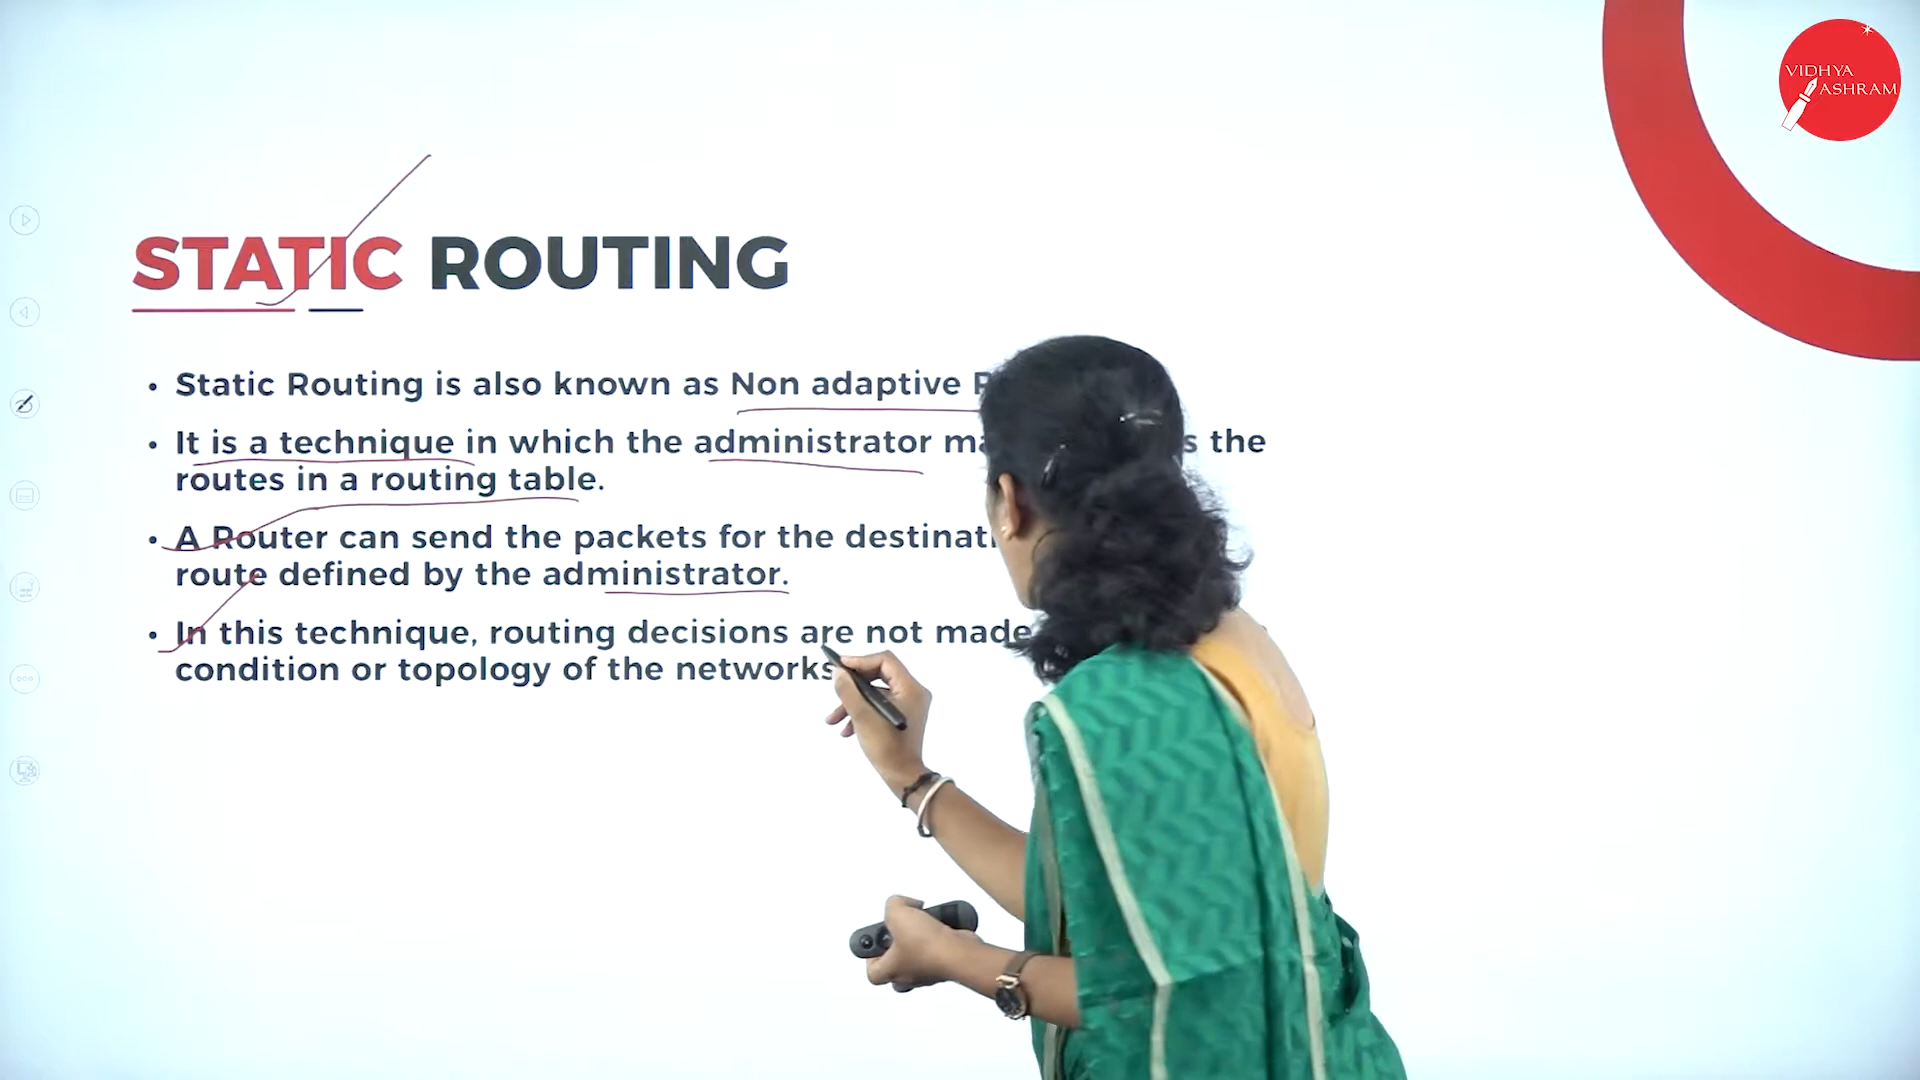 VIDHYA
ASHRAM
STATIC ROUTING
• Static Routing is also known as Non adaptive
• It is a technique in which the administrator the
routes in a routing table.
• A Router can send the packets for the
route defined by the administrator.
• In this technique, routing decisions are not made
condition or topology of the networks